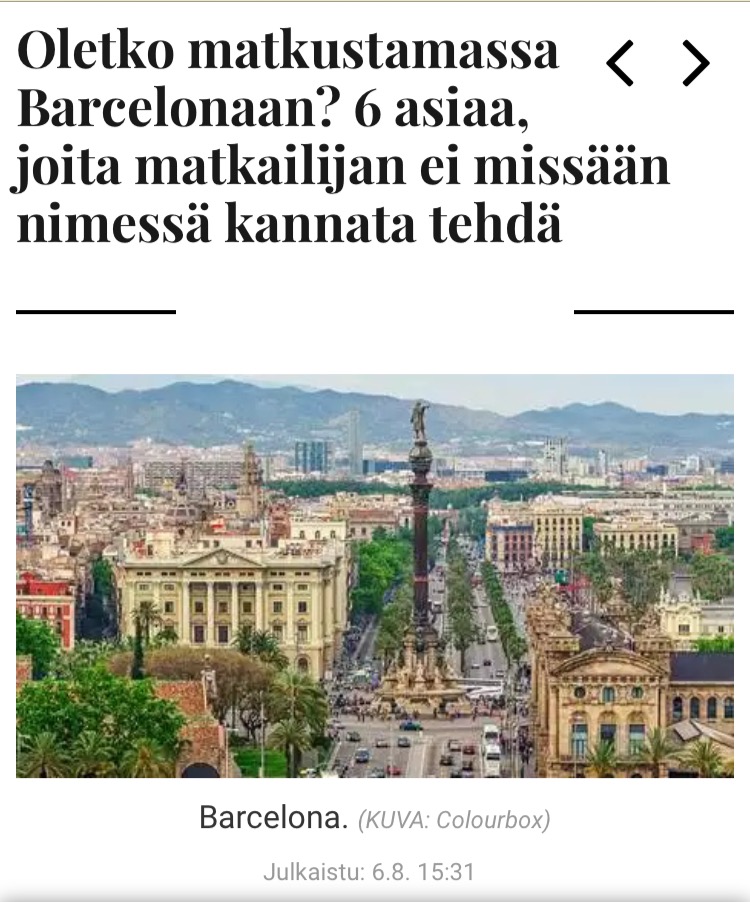 Oletko matkustamassa
Barcelonaan? 6 asiaa,
joita matkailijan ei missään
nimessä kannata tehdä
Barcelona. (KUVA: Colourbox)
Julkaistu: 6.8. 15:31